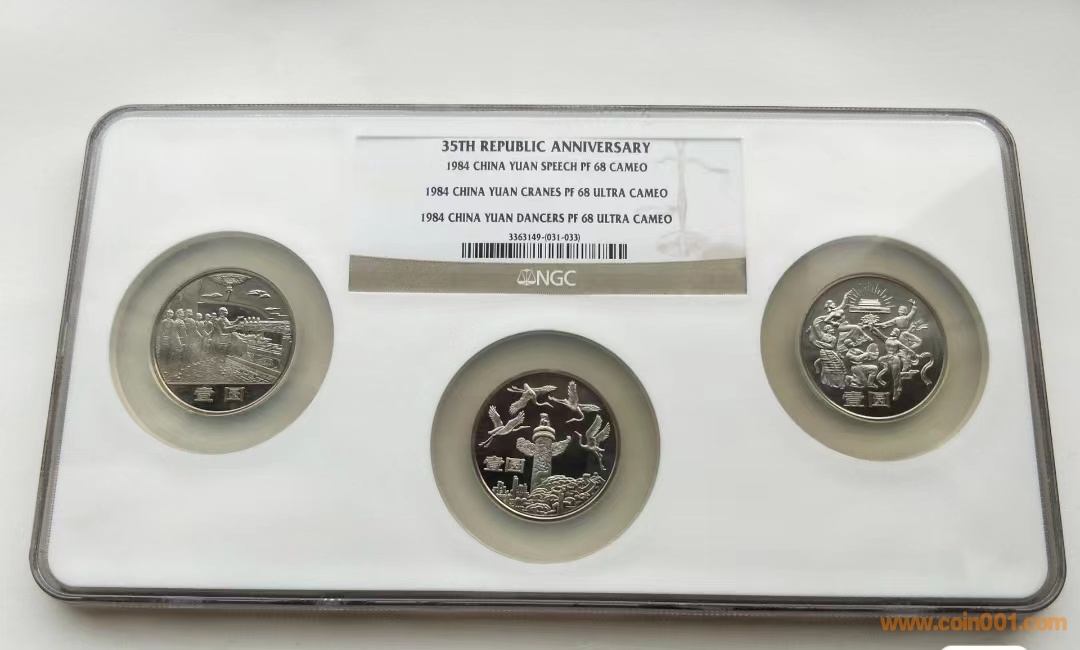 35TH REPUBLIC ANNIVERSARY
1984 CHINA YUAN SPEECH PF 68 CAMEO
1984 CHINA YUAN CRANES PF 68 ULTRA CAMEO
1984 CHINA YUAN DANCERS PF 68 ULTRA CAMEO
3363149-(031-033)
NGC
壹圆
壹圆
壹圆
www.coin001.com